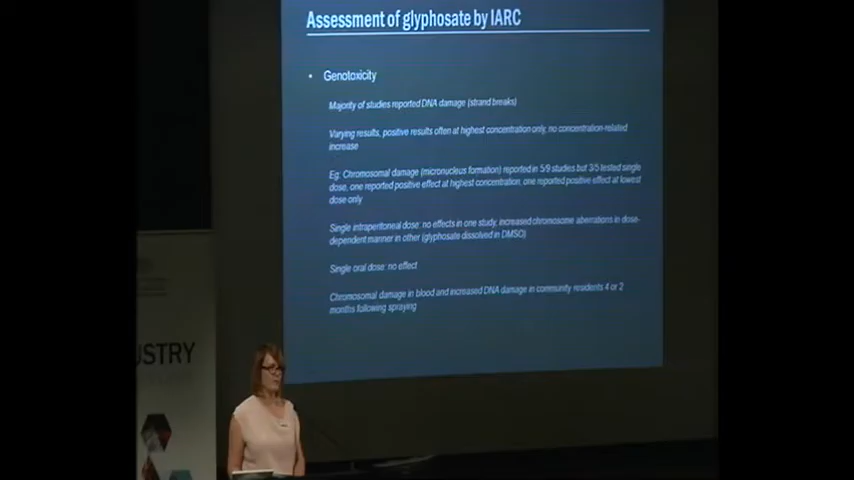 Assessment of glyphosate by IARC
• Genotoxicity
Majority of studies reported DNA damage (strand breaks)
Varying results, positive results often at highest concentration only, no concentration-related
increase
Eg: Chromosomal damage (micronucleus formation) reported in 5/9 studies but 3/5 tested single
dose, one reported positive effect at highest concentration, one reported positive effect at lowest
dose only
Single intraperitoneal dose: no effects in one study, increased chromosome aberrations in dose-
dependent manner in other (glyphosate dissolved in DMSO)
Single oral dose: no effect
Chromosomal damage in blood and increased DNA damage in community residents 4 or 2
months following spraying
USTRY